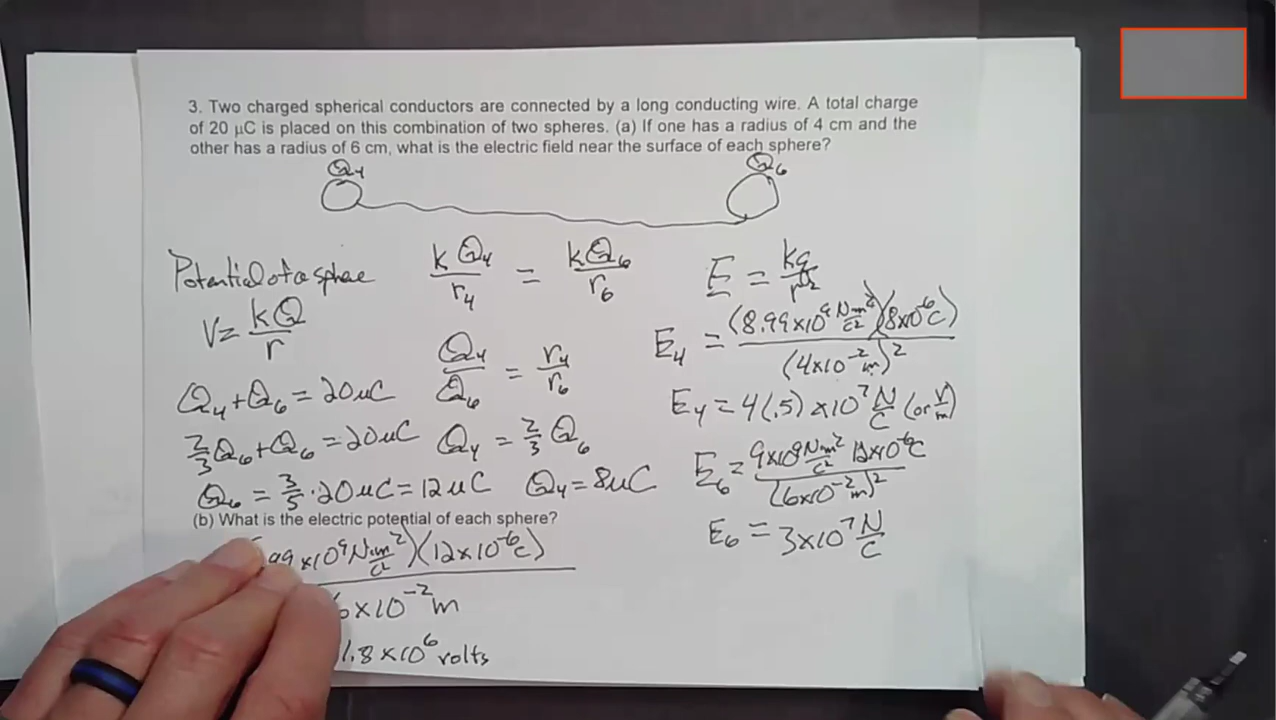 3. Two charged spherical conductors are connected by a long conducting wire. A total charge
of 20 μC is placed on this combination of two spheres. (a) If one has a radius of 4 cm and the
other has a radius of 6 cm, what is the electric field near the surface of each sphere?
Q₄ Q₆
Potential of a sphere
V = kQ/r
Q₄ + Q₆ = 20μC
2/3 Q₆ + Q₆ = 20μC
Q₆ = 3/5 · 20μC = 12μC
kQ₄/r₄ = kQ₆/r₆
Q₄/Q₆ = r₄/r₆
Q₄ = 2/3 Q₆
Q₄ = 8μC
E = kq/r²
E₄ = (8.99×10⁹ N·m²/C²)(8×10⁻⁶C)/(4×10⁻²m)²
E₄ = 4(.5)×10⁷ N/C (or V/m)
E₆ = 9×10⁹ N·m²/C² 12×10⁻⁶C/(6×10⁻²m)²
E₆ = 3×10⁷ N/C
(b) What is the electric potential of each sphere?
99×10⁹ N·m²/C²)(12×10⁻⁶C)
6×10⁻²m
1.8×10⁶ volts